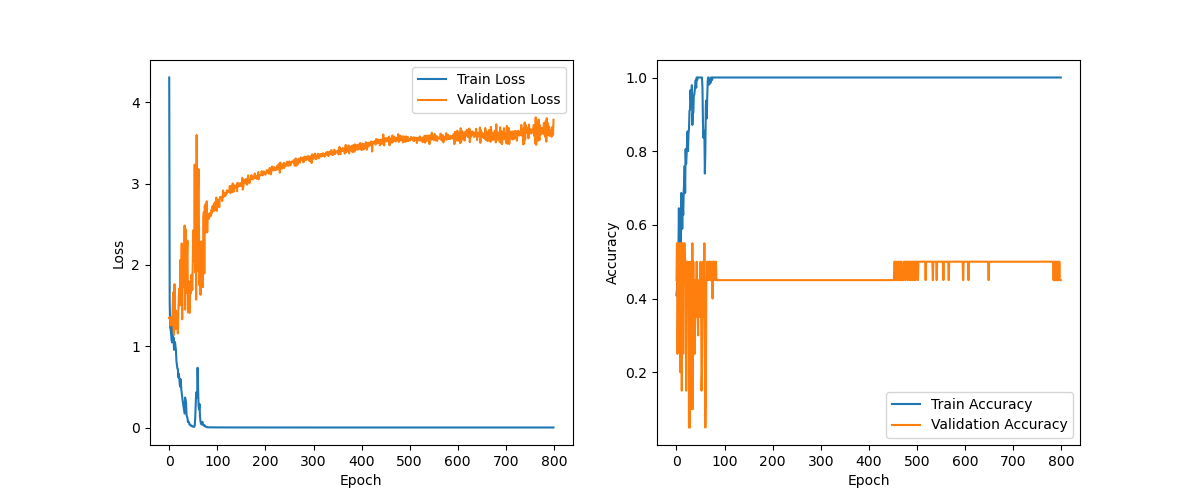 Train Loss
Validation Loss
4
3
2
1
0
Loss
0 100 200 300 400 500 600 700 800
Epoch
1.0
0.8
0.6
0.4
0.2
Accuracy
Train Accuracy
Validation Accuracy
0 100 200 300 400 500 600 700 800
Epoch